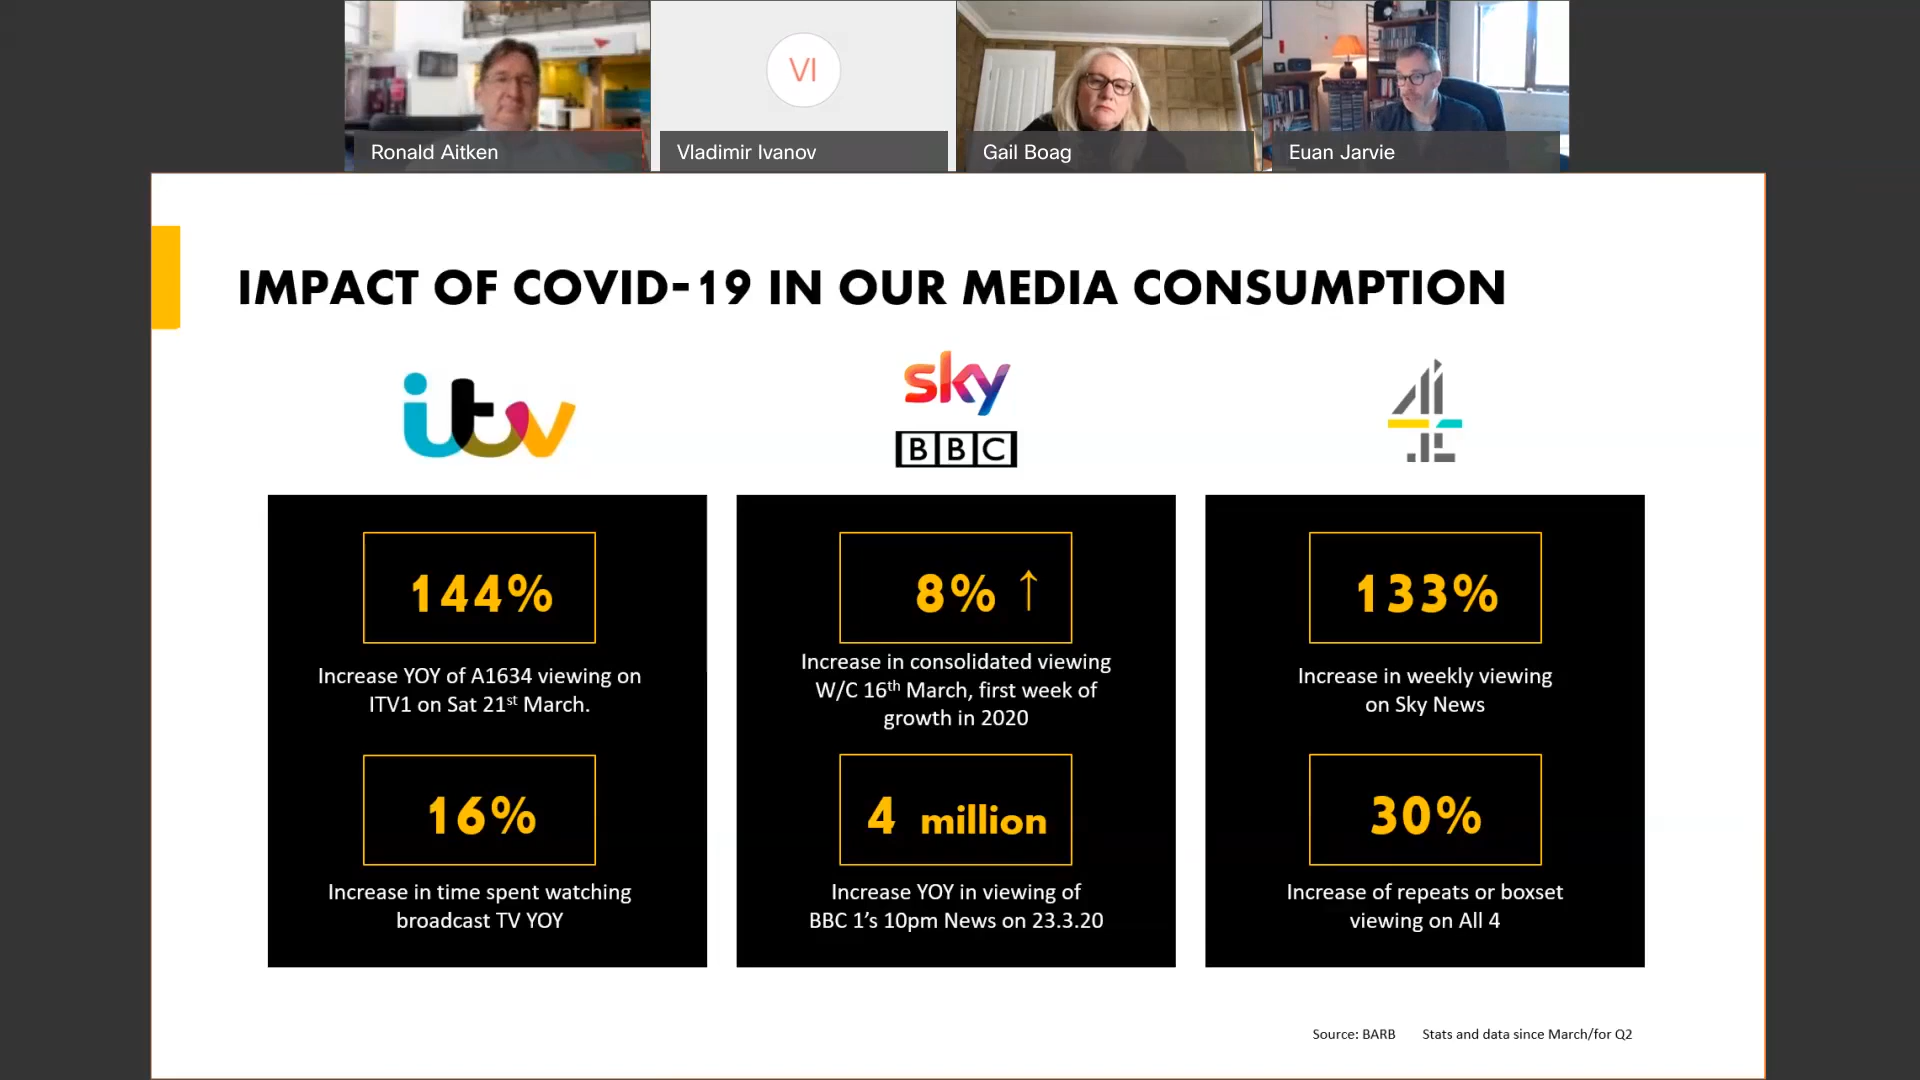 VI
Ronald Aitken
Vladimir Ivanov
Gail Boag
Euan Jarvie
IMPACT OF COVID-19 IN OUR MEDIA CONSUMPTION
itv
sky
BBC
4
144%
Increase YOY of A1634 viewing on
ITV1 on Sat 21st March.
16%
Increase in time spent watching
broadcast TV YOY
8% ↑
Increase in consolidated viewing
W/C 16th March, first week of
growth in 2020
4 million
Increase YOY in viewing of
BBC 1’s 10pm News on 23.3.20
133%
Increase in weekly viewing
on Sky News
30%
Increase of repeats or boxset
viewing on All 4
Source: BARB Stats and data since March/for Q2